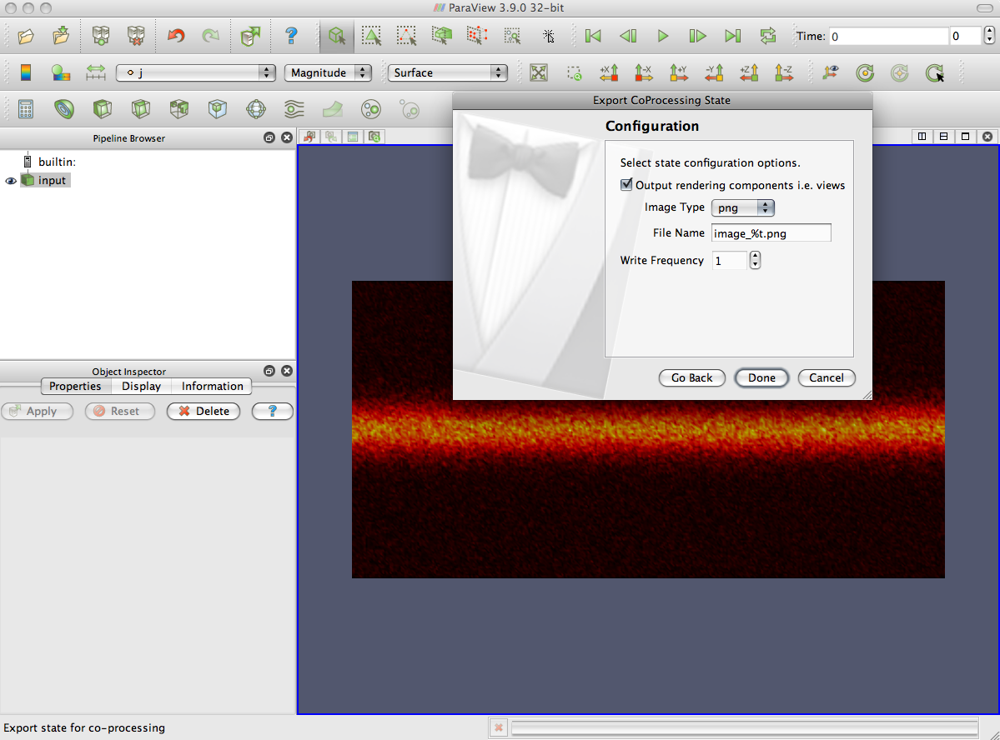 ParaView 3.9.0 32-bit
?
Time: 0 0
j Magnitude Surface
+X -X +Y -Y +Z -Z
Export CoProcessing State
Configuration
Select state configuration options.
Output rendering components i.e. views
Image Type png
File Name image_%t.png
Write Frequency 1
Go Back Done Cancel
Pipeline Browser
builtin:
input
Object Inspector
Properties Display Information
Apply Reset Delete ?
Export state for co-processing